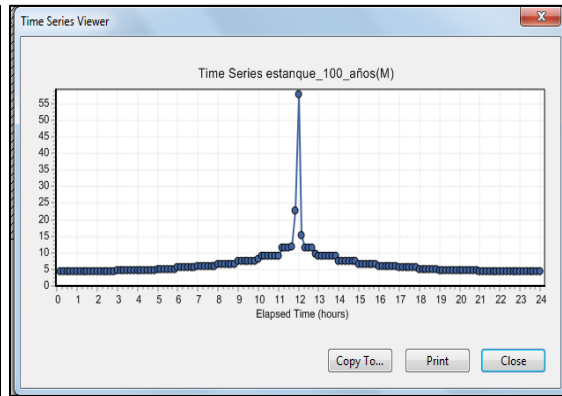 Time Series Viewer
x
Time Series estanque_100_años(M)
55
50
45
40
35
30
25
20
15
10
5
0
0 1 2 3 4 5 6 7 8 9 10 11 12 13 14 15 16 17 18 19 20 21 22 23 24
Elapsed Time (hours)
Copy To... Print Close